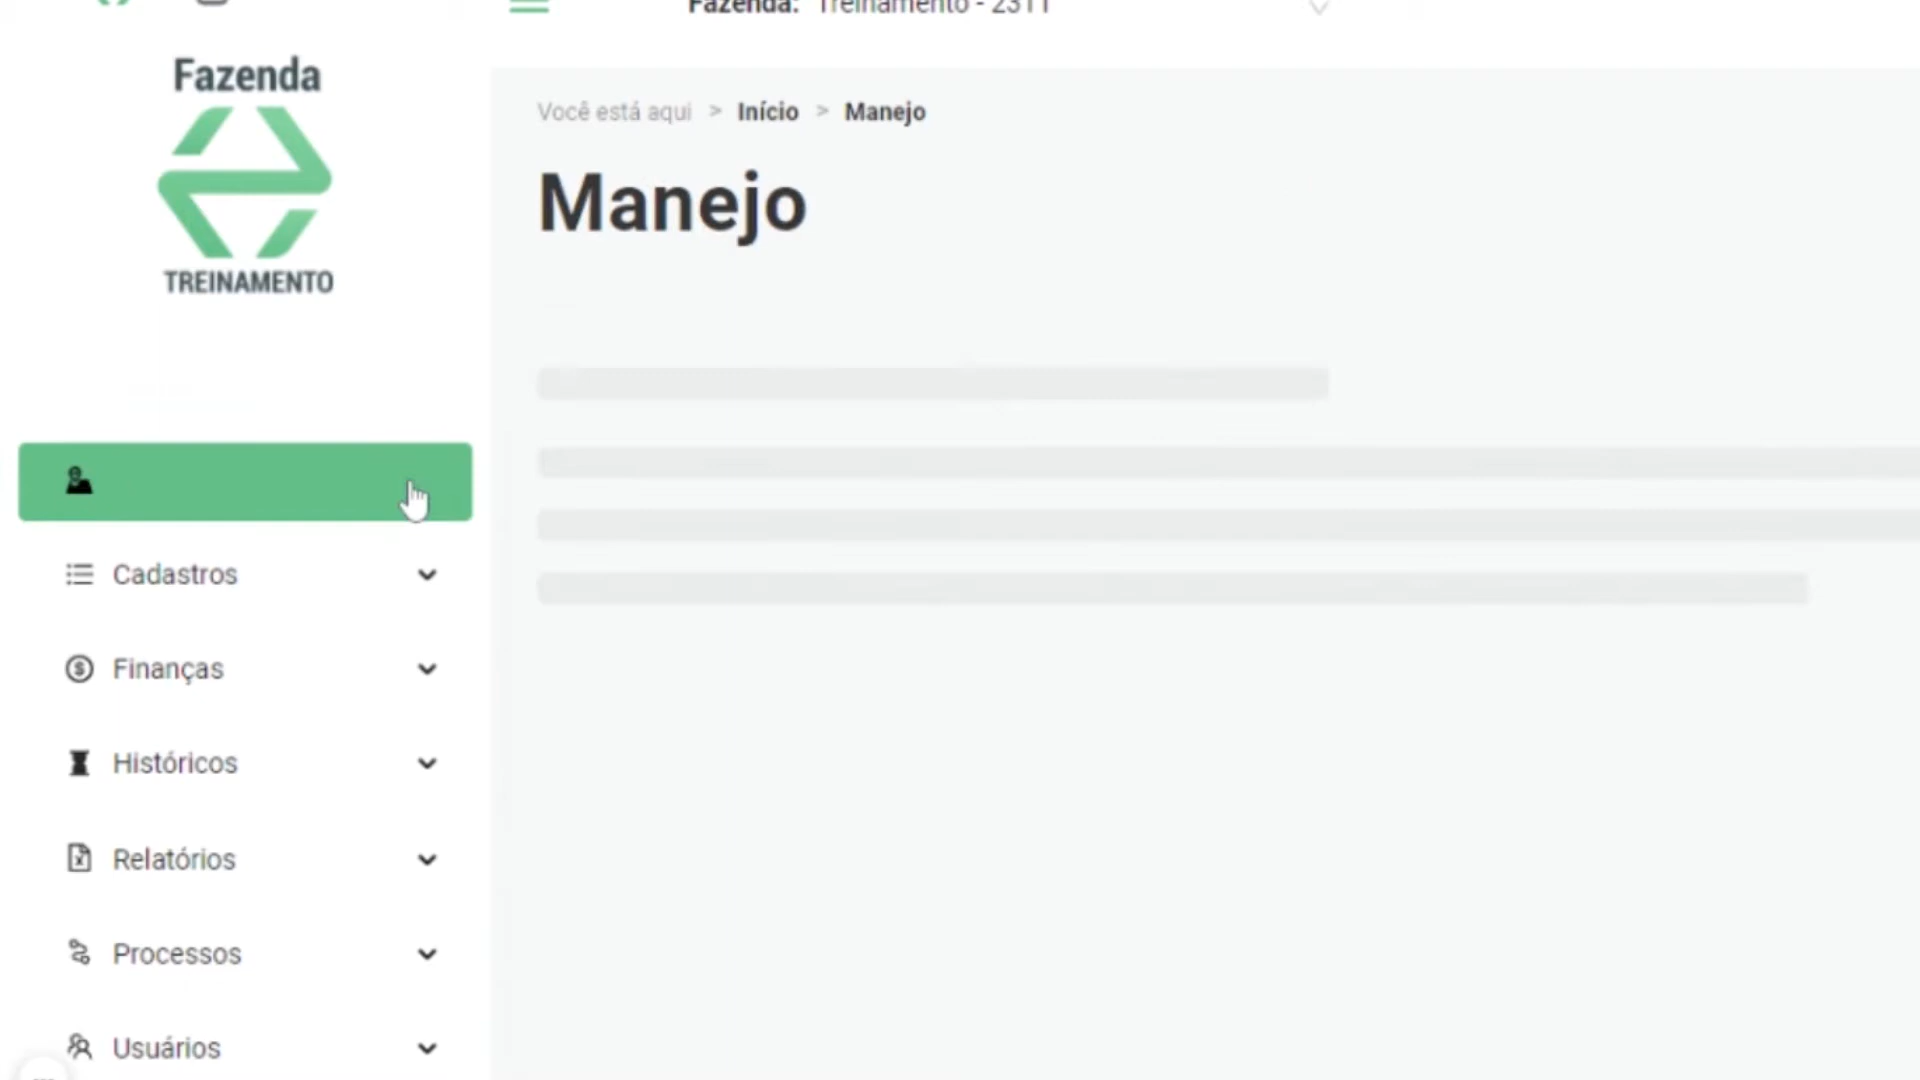 Fazenda: Treinamento - 2311
Fazenda
TREINAMENTO
Você está aqui > Início > Manejo
Manejo
Cadastros
Finanças
Históricos
Relatórios
Processos
Usuários